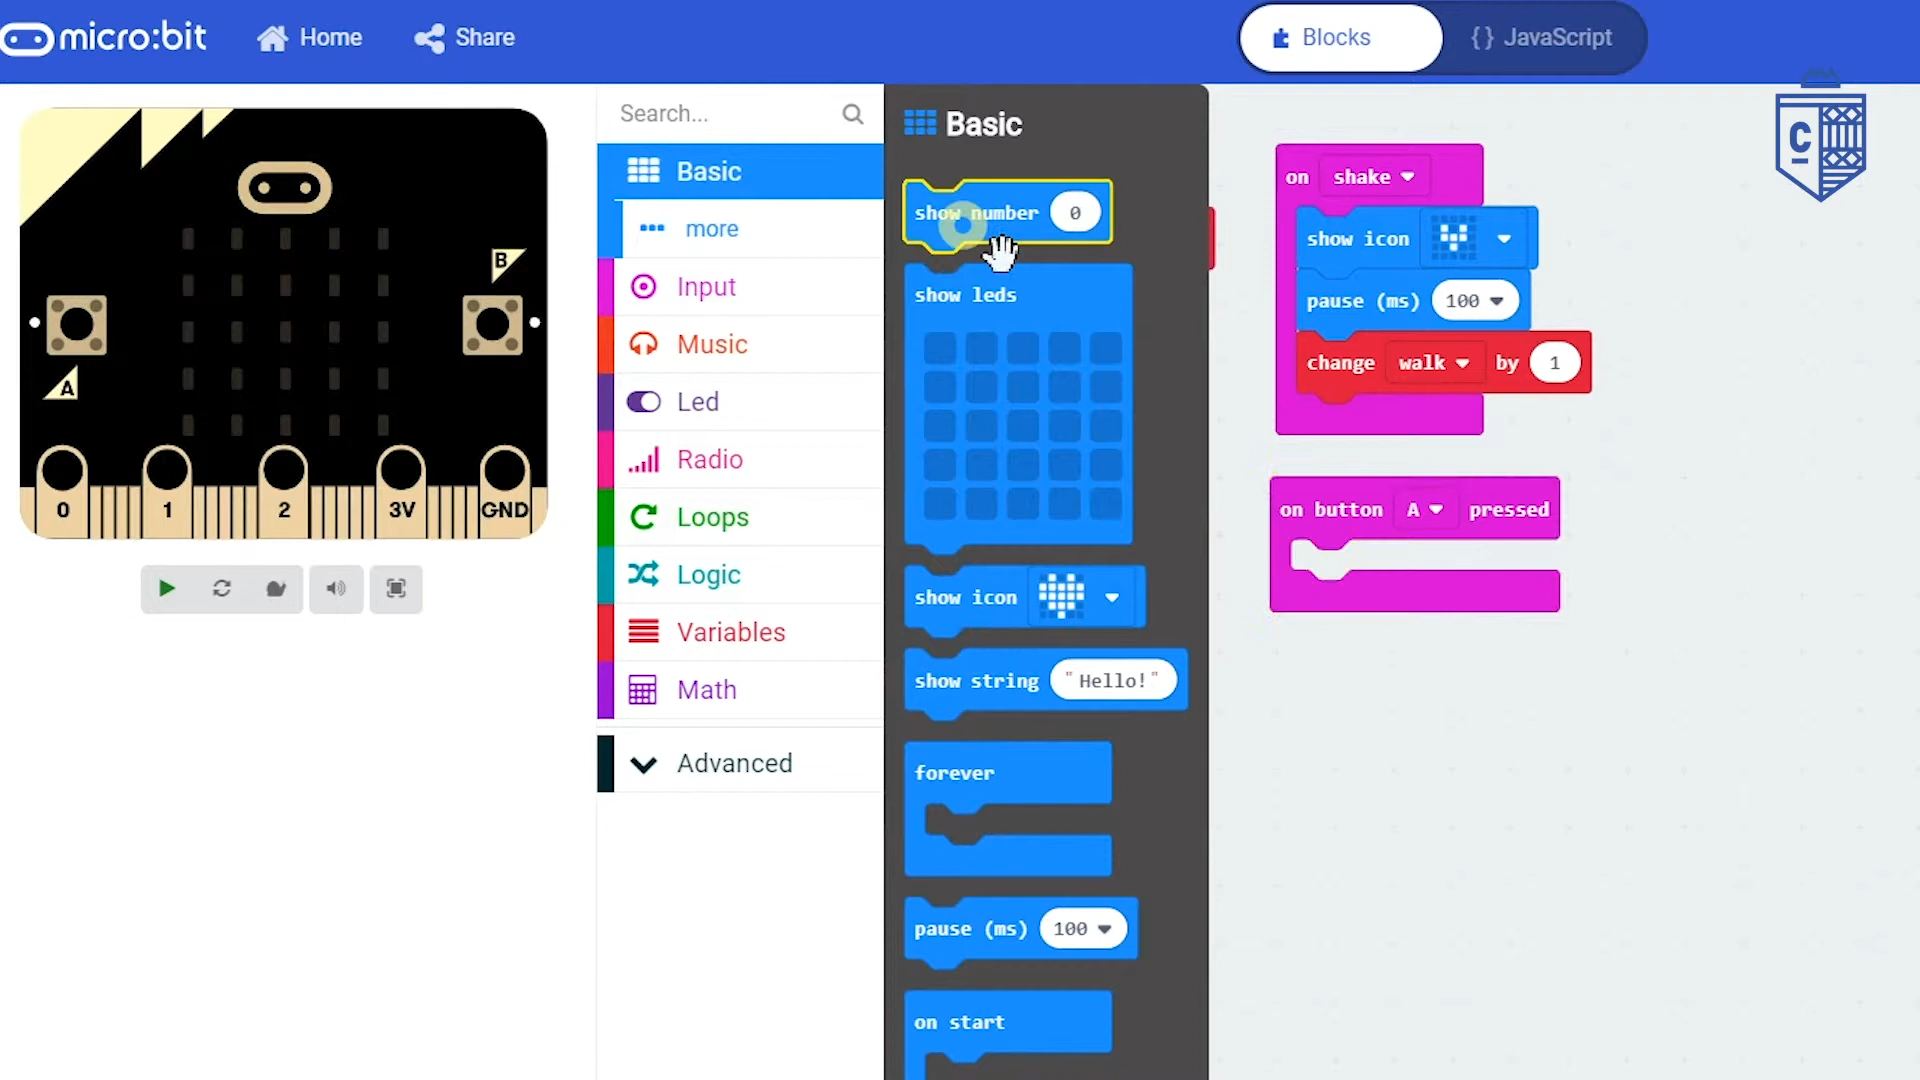 micro:bit
Home
Share
Blocks
{} JavaScript
Search...
Basic
more
Input
Music
Led
Radio
Loops
Logic
Variables
Math
Advanced
B
A
0 1 2 3V GND
Basic
show number 0
show leds
show icon
show string "Hello!"
forever
pause (ms) 100
on start
on shake
show icon
pause (ms) 100
change walk by 1
on button A pressed
C